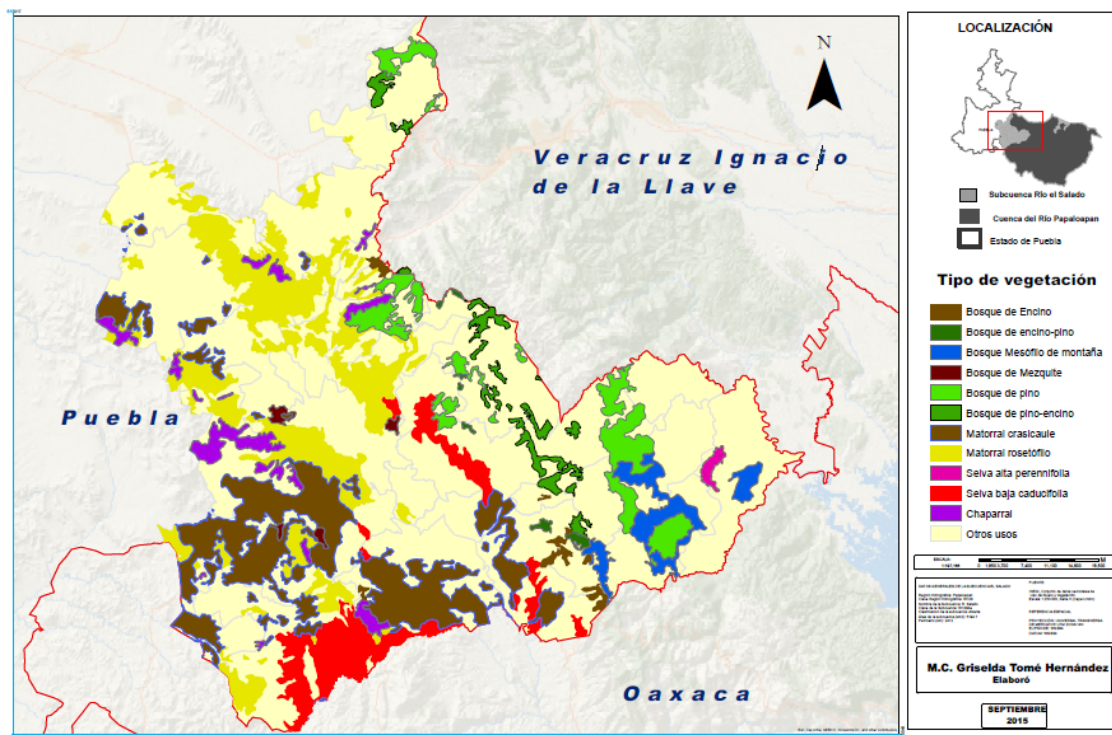 N
Veracruz Ignacio
de la Llave
Puebla
Oaxaca
LOCALIZACIÓN
PUEBLA
Subcuenca Río el Salado
Cuenca del Río Papaloapan
Estado de Puebla
Tipo de vegetación
Bosque de Encino
Bosque de encino-pino
Bosque Mesófilo de montaña
Bosque de Mezquite
Bosque de pino
Bosque de pino-encino
Matorral crasicaule
Matorral rosetófilo
Selva alta perennifolia
Selva baja caducifolia
Chaparral
Otros usos
ESCALA
M.C. Griselda Tomé Hernández
Elaboró
SEPTIEMBRE
2015